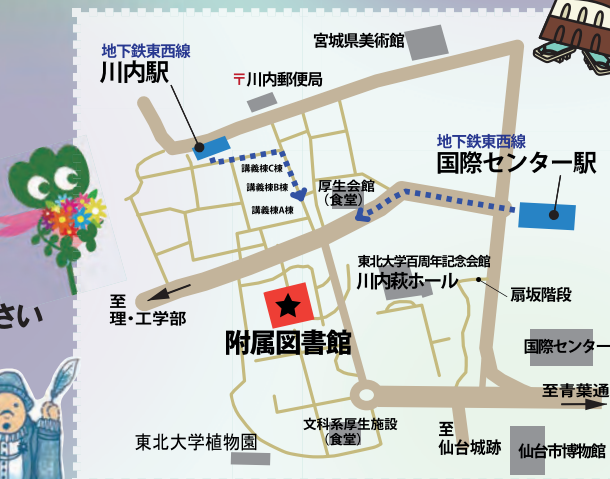 宮城県美術館
地下鉄東西線
川内駅
〒川内郵便局
地下鉄東西線
国際センター駅
講義棟C棟
講義棟B棟
講義棟A棟
厚生会館
（食堂）
東北大学百周年記念会館
川内萩ホール
扇坂階段
至
理・工学部
さい
附属図書館
国際センター
至青葉通
文科系厚生施設
（食堂）
至
仙台城跡
東北大学植物園
仙台市博物館